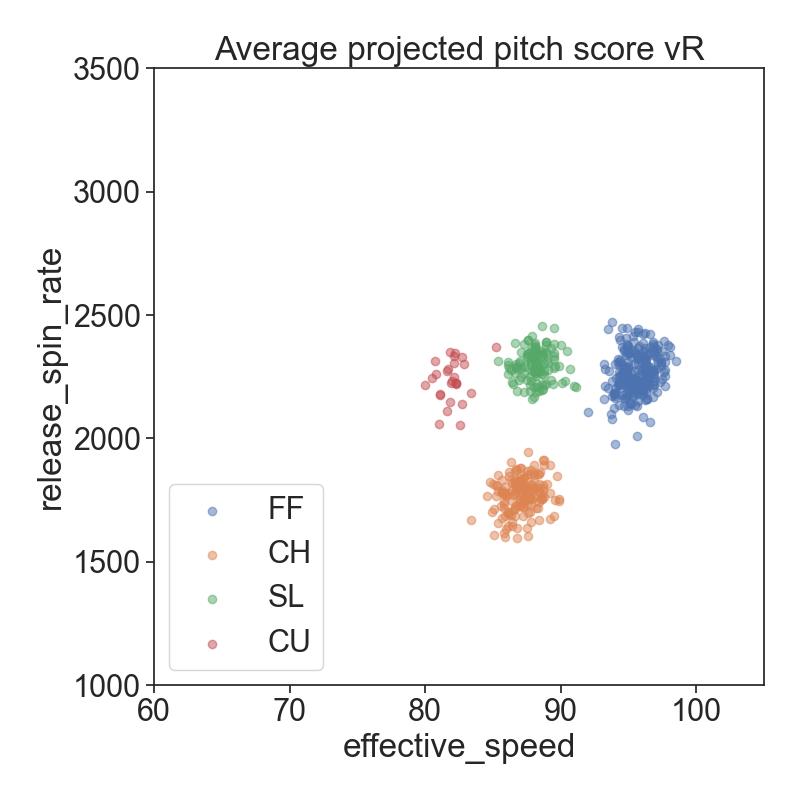 Average projected pitch score vR
3500
3000
2500
2000
1500
1000
release_spin_rate
FF
CH
SL
CU
60 70 80 90 100
effective_speed